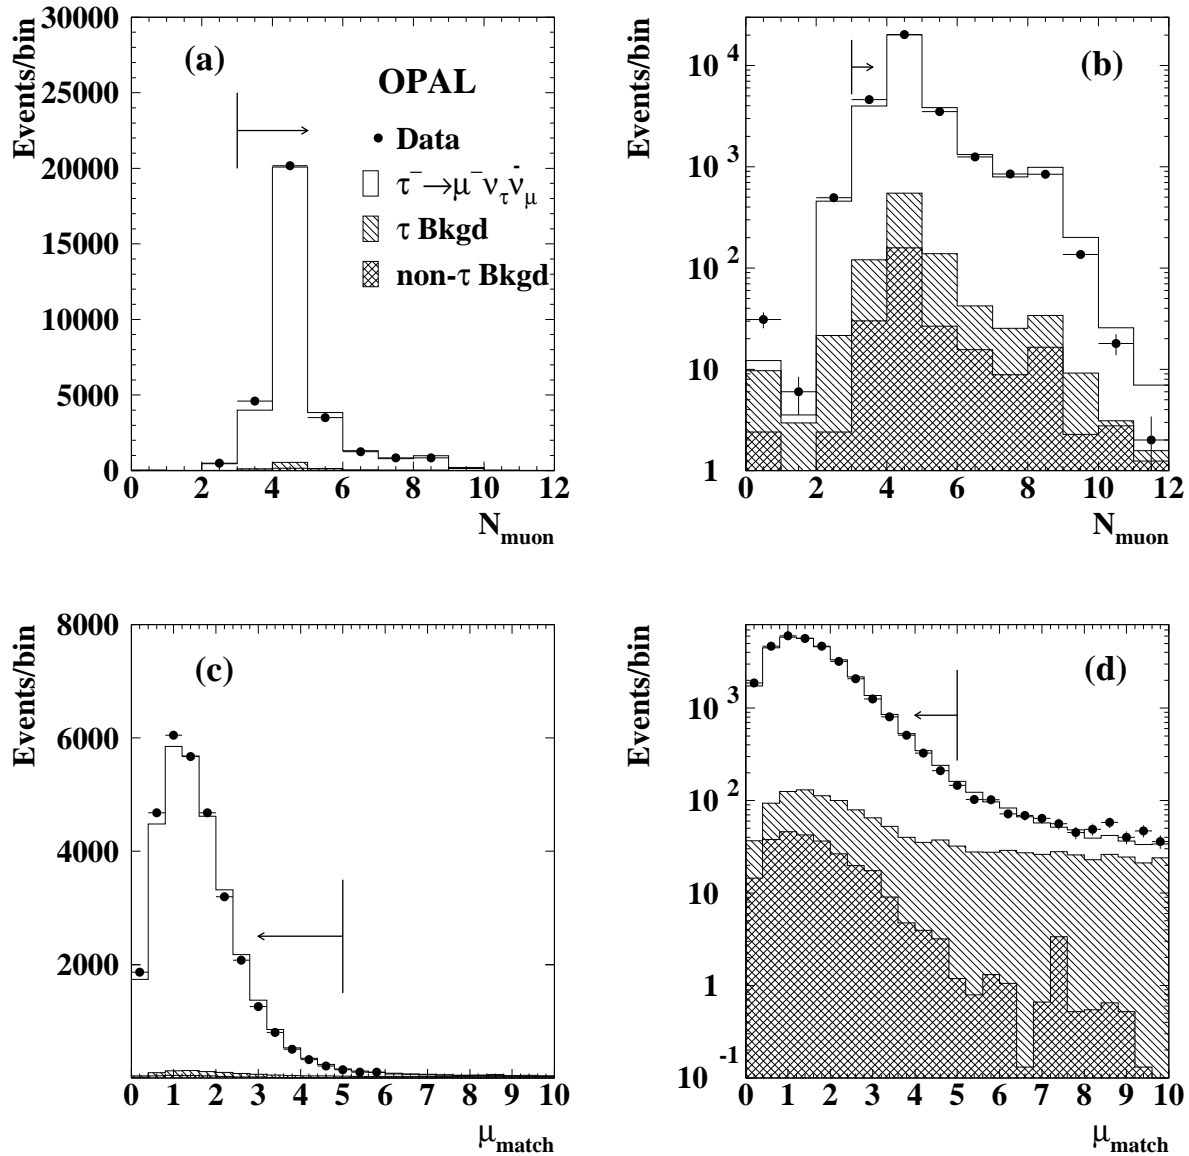 Events/bin
30000
25000
20000
15000
10000
5000
0
(a)
OPAL
Data
τ⁻→μ⁻ν_τν̄_μ
τ Bkgd
non-τ Bkgd
0 2 4 6 8 10 12
N_muon
Events/bin
10⁴
10³
10²
10
1
(b)
0 2 4 6 8 10 12
N_muon
Events/bin
8000
6000
4000
2000
(c)
0 1 2 3 4 5 6 7 8 9 10
μ_match
Events/bin
10³
10²
10
1
10⁻¹
(d)
0 1 2 3 4 5 6 7 8 9 10
μ_match